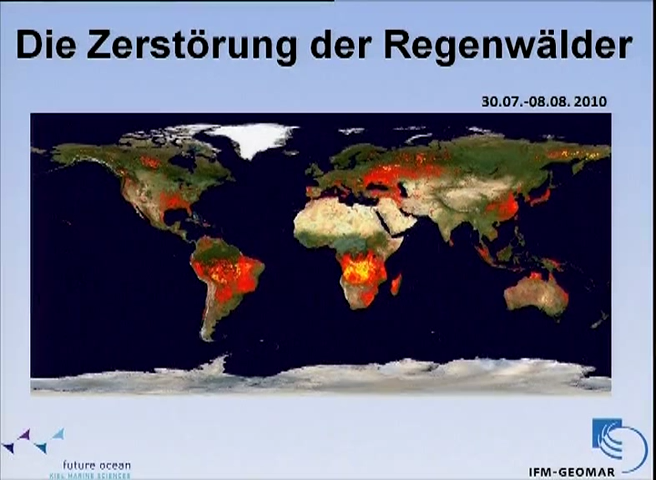 Die Zerstörung der Regenwälder
30.07.-08.08. 2010
future ocean
KIEL MARINE SCIENCES
IFM-GEOMAR